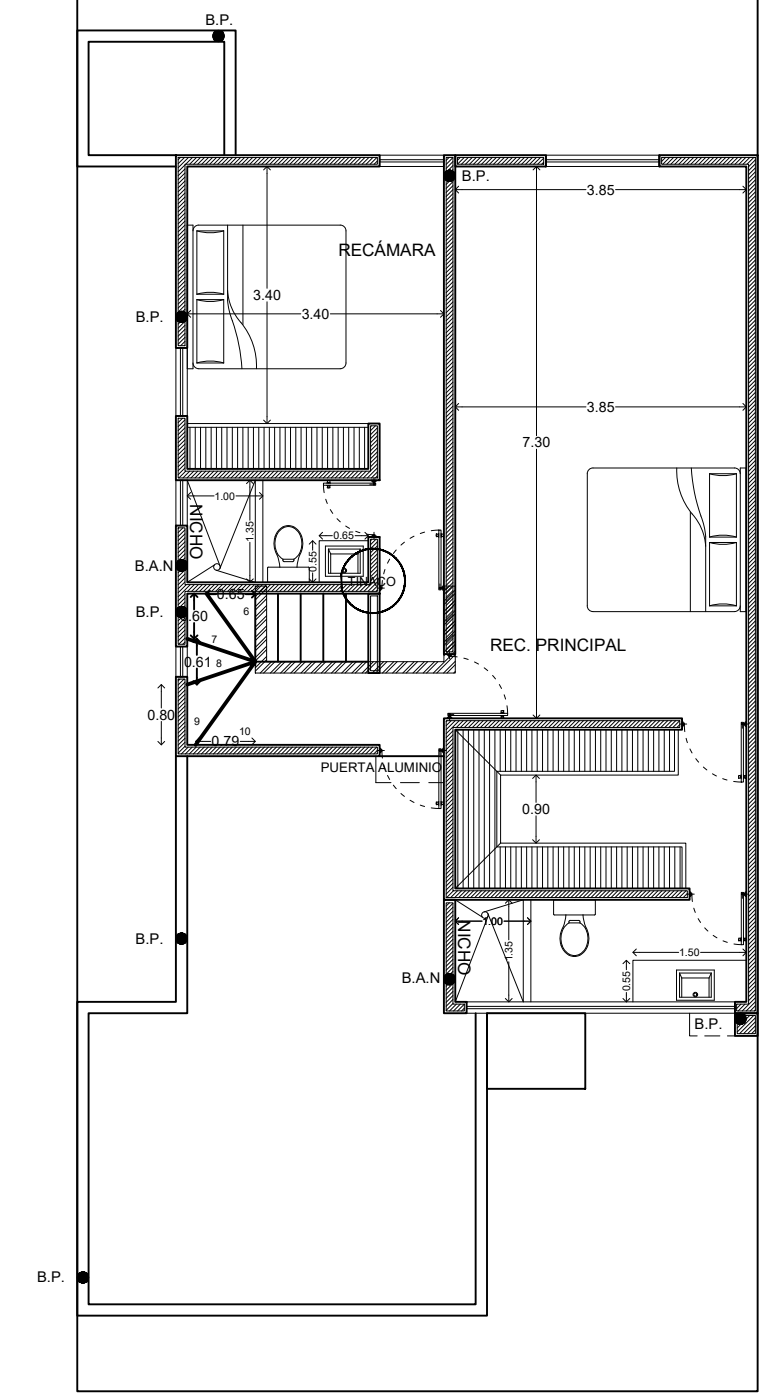 B.P.
B.P.
3.85
RECÁMARA
3.40
3.40
B.P.
3.85
7.30
1.00
NICHO
1.35
0.65
0.55
B.A.N
TINACO
0.65
B.P.
.60
6
7
REC. PRINCIPAL
0.61
8
0.80
9
10
0.79
PUERTA ALUMINIO
0.90
1.00
NICHO
1.35
B.P.
1.50
0.55
B.A.N
B.P.
B.P.